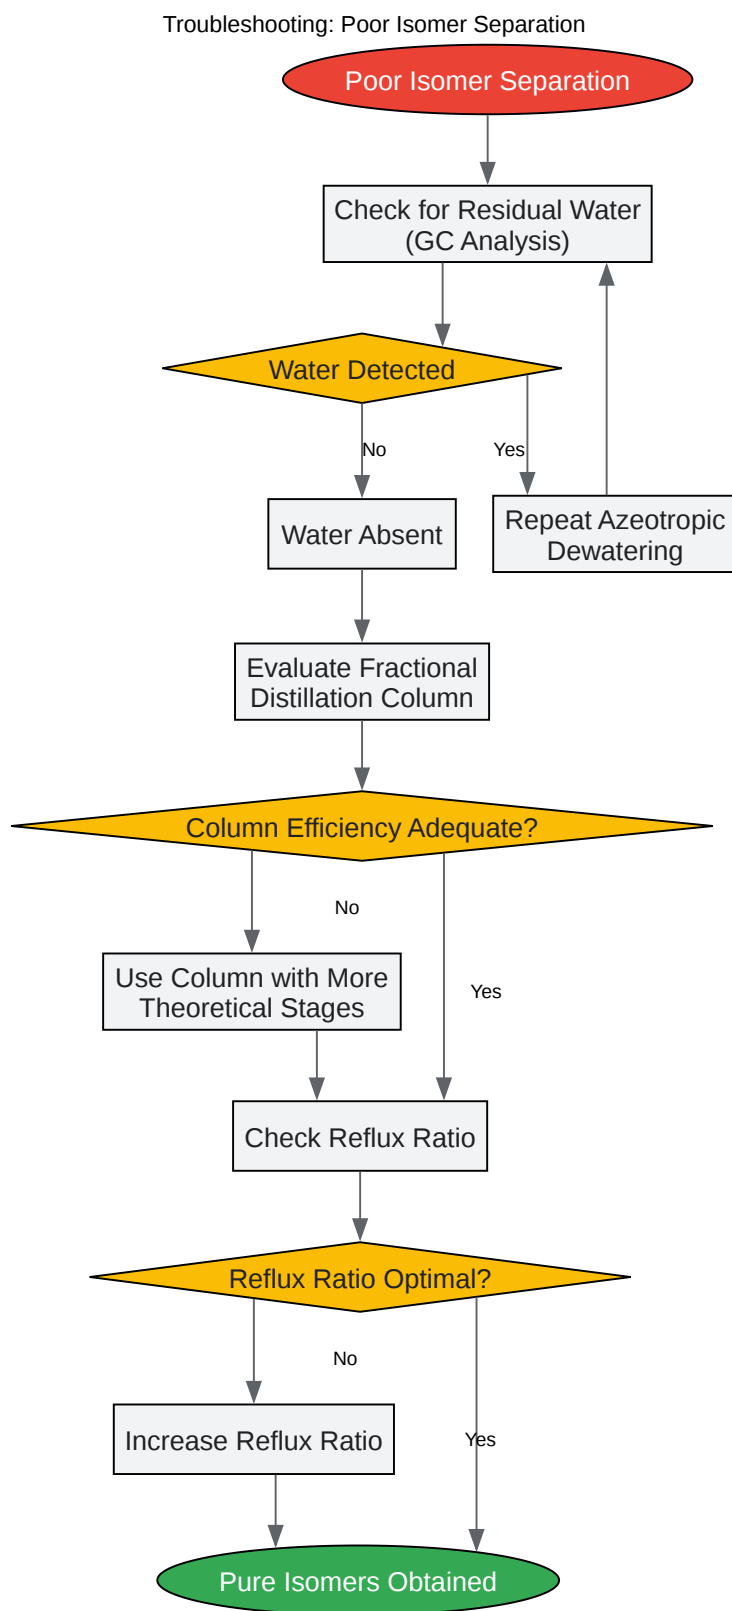 Troubleshooting: Poor Isomer Separation
Poor Isomer Separation
Check for Residual Water
(GC Analysis)
Water Detected
No
Yes
Water Absent
Repeat Azeotropic
Dewatering
Evaluate Fractional
Distillation Column
Column Efficiency Adequate?
No
Use Column with More
Theoretical Stages
Yes
Check Reflux Ratio
Reflux Ratio Optimal?
No
Increase Reflux Ratio
Yes
Pure Isomers Obtained